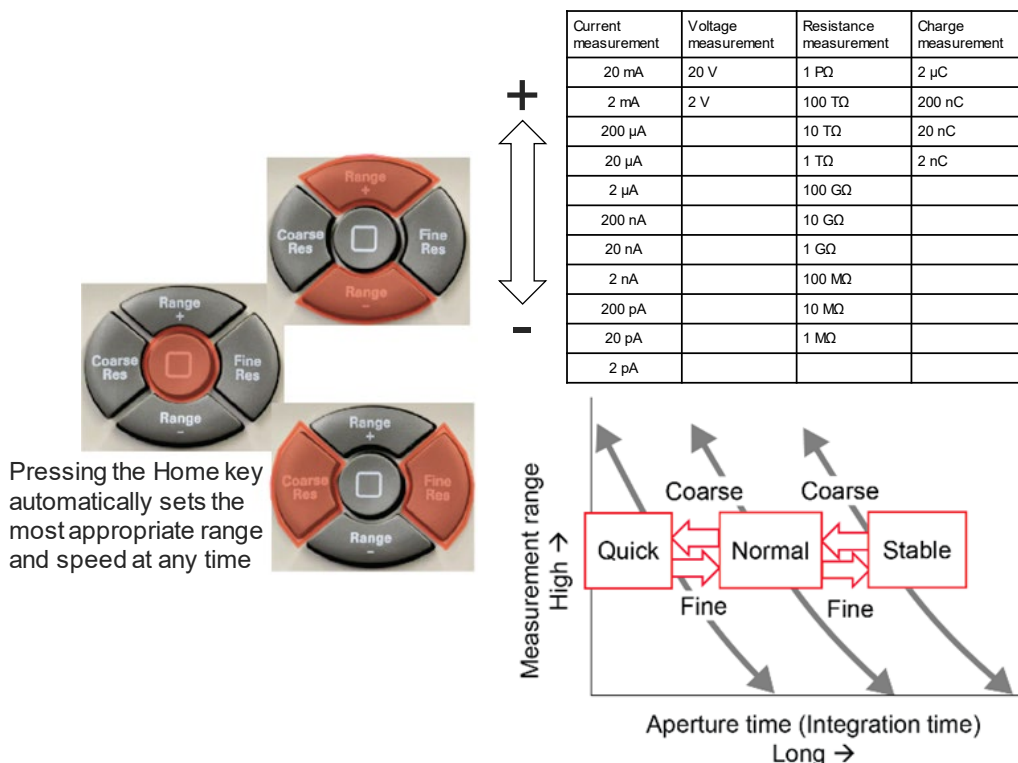 Current measurement Voltage measurement Resistance measurement Charge measurement
20 mA 20 V 1 PΩ 2 µC
2 mA 2 V 100 TΩ 200 nC
200 µA 10 TΩ 20 nC
20 µA 1 TΩ 2 nC
2 µA 100 GΩ
200 nA 10 GΩ
20 nA 1 GΩ
2 nA 100 MΩ
200 pA 10 MΩ
20 pA 1 MΩ
2 pA
+
-
Range
+
Coarse
Res
Fine
Res
Range
-
Range
+
Coarse
Res
Fine
Res
Range
-
Range
+
Coarse
Res
Fine
Res
Range
-
Pressing the Home key
automatically sets the
most appropriate range
and speed at any time
Measurement range
High →
Coarse Coarse
Quick Normal Stable
Fine Fine
Aperture time (Integration time)
Long →